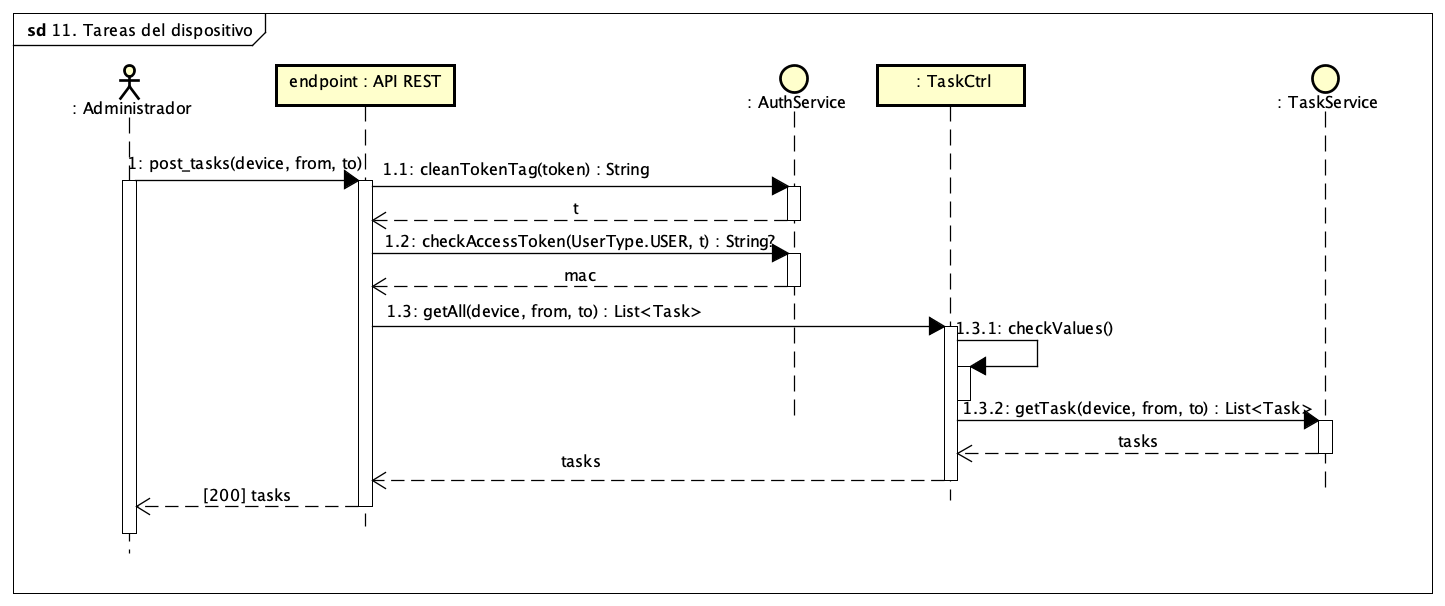 sd 11. Tareas del dispositivo
: Administrador
endpoint : API REST
: AuthService
: TaskCtrl
: TaskService
1: post_tasks(device, from, to)
1.1: cleanTokenTag(token) : String
t
1.2: checkAccessToken(UserType.USER, t) : String?
mac
1.3: getAll(device, from, to) : List<Task>
1.3.1: checkValues()
1.3.2: getTask(device, from, to) : List<Task>
tasks
tasks
[200] tasks